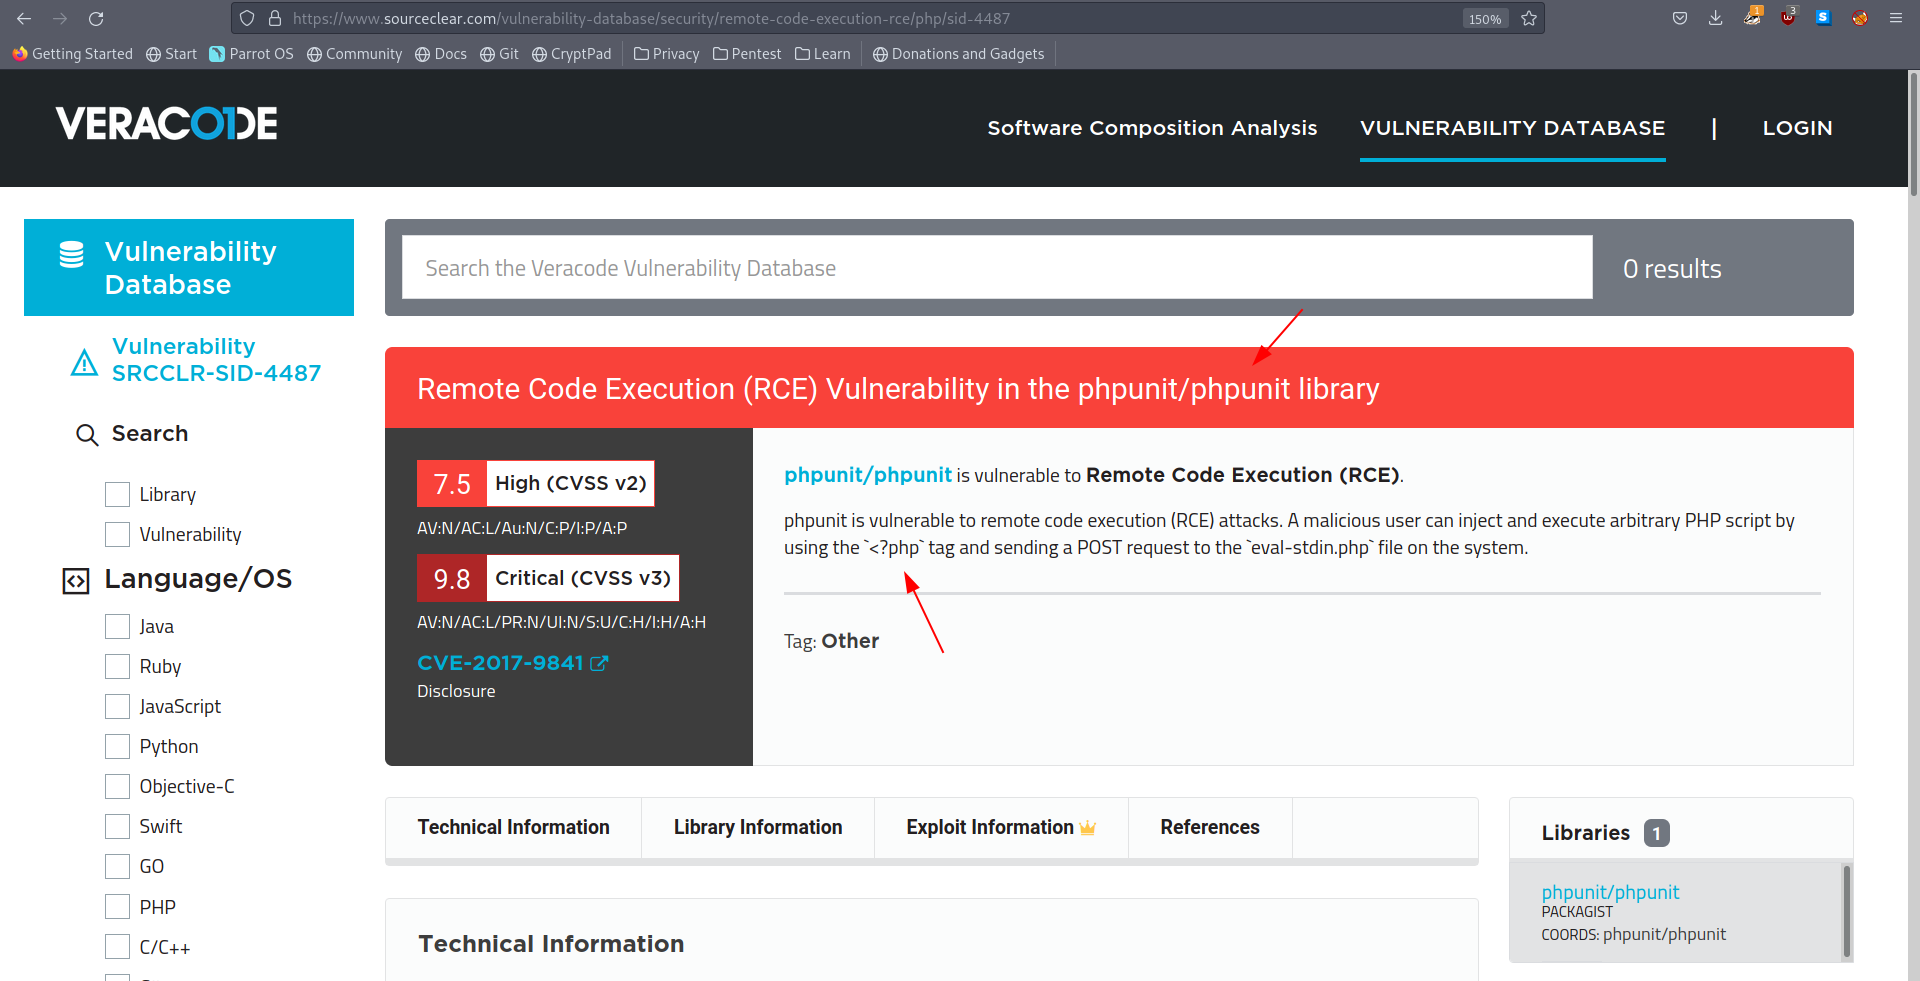 https://www.sourceclear.com/vulnerability-database/security/remote-code-execution-rce/php/sid-4487
150%
1
3
S
Getting Started
Start
Parrot OS
Community
Docs
Git
CryptPad
Privacy
Pentest
Learn
Donations and Gadgets
VERACODE
Software Composition Analysis
VULNERABILITY DATABASE
|
LOGIN
Vulnerability
Database
Vulnerability
SRCCLR-SID-4487
Search
Library
Vulnerability
Language/OS
Java
Ruby
JavaScript
Python
Objective-C
Swift
GO
PHP
C/C++
Search the Veracode Vulnerability Database
0 results
Remote Code Execution (RCE) Vulnerability in the phpunit/phpunit library
7.5 High (CVSS v2)
AV:N/AC:L/Au:N/C:P/I:P/A:P
9.8 Critical (CVSS v3)
AV:N/AC:L/PR:N/UI:N/S:U/C:H/I:H/A:H
CVE-2017-9841
Disclosure
phpunit/phpunit is vulnerable to Remote Code Execution (RCE).
phpunit is vulnerable to remote code execution (RCE) attacks. A malicious user can inject and execute arbitrary PHP script by
using the `<?php` tag and sending a POST request to the `eval-stdin.php` file on the system.
Tag: Other
Technical Information
Library Information
Exploit Information
References
Technical Information
Libraries 1
phpunit/phpunit
PACKAGIST
COORDS: phpunit/phpunit